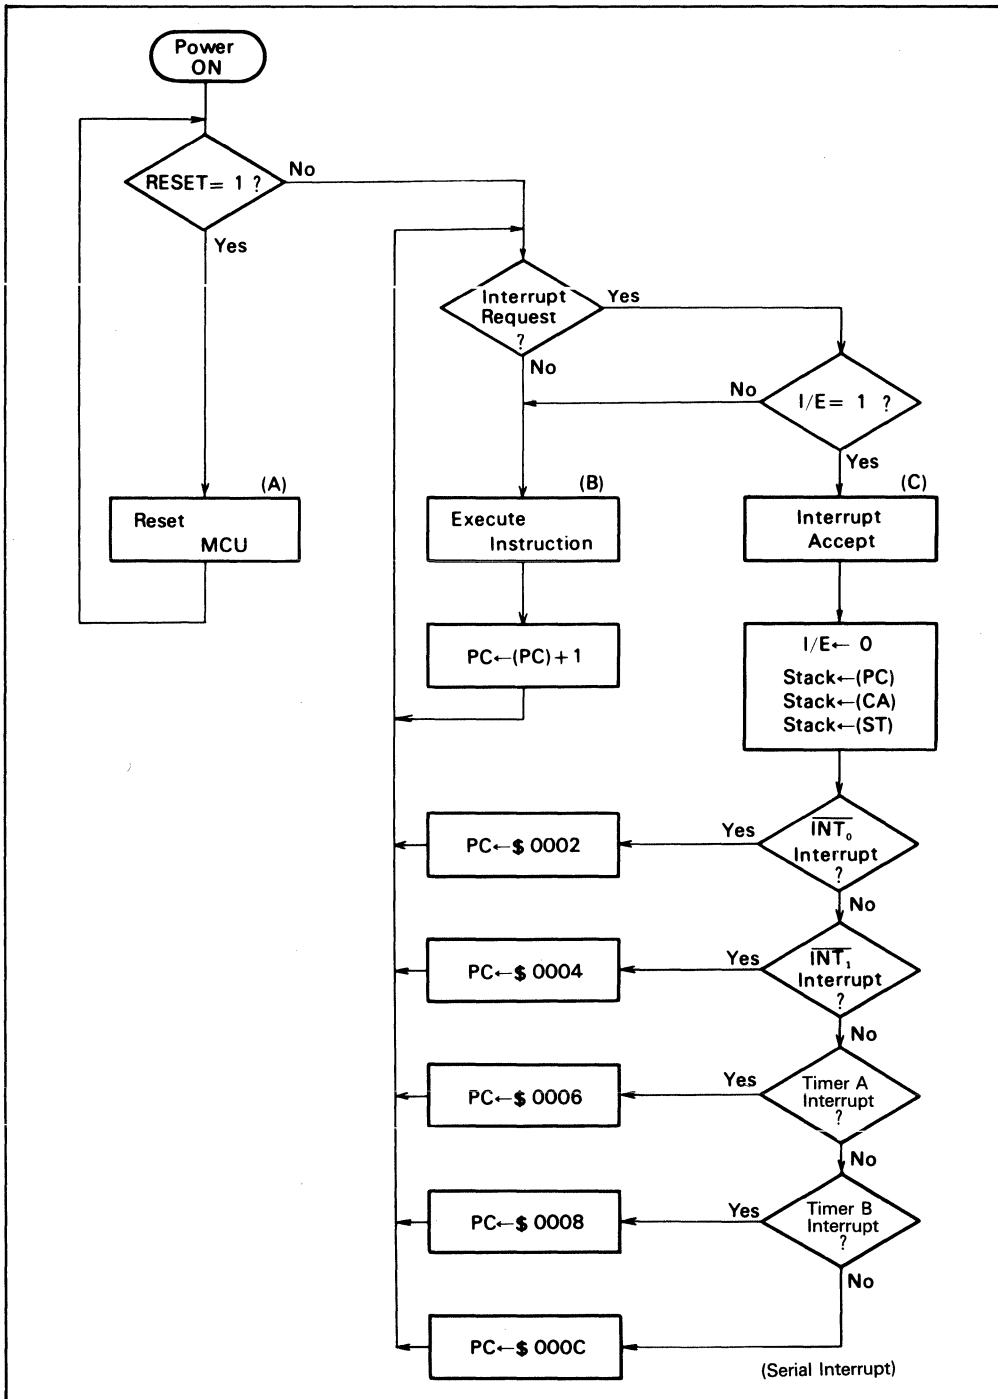 Power
ON
RESET= 1 ?
No
Yes
Interrupt
Request
?
Yes
No
I/E= 1 ?
No
Yes
(A)
Reset
MCU
(B)
Execute
Instruction
(C)
Interrupt
Accept
PC←(PC)+1
I/E← 0
Stack←(PC)
Stack←(CA)
Stack←(ST)
PC←$0002
Yes
INT₀
Interrupt
?
No
PC←$0004
Yes
INT₁
Interrupt
?
No
PC←$0006
Yes
Timer A
Interrupt
?
No
PC←$0008
Yes
Timer B
Interrupt
?
No
PC←$000C
(Serial Interrupt)